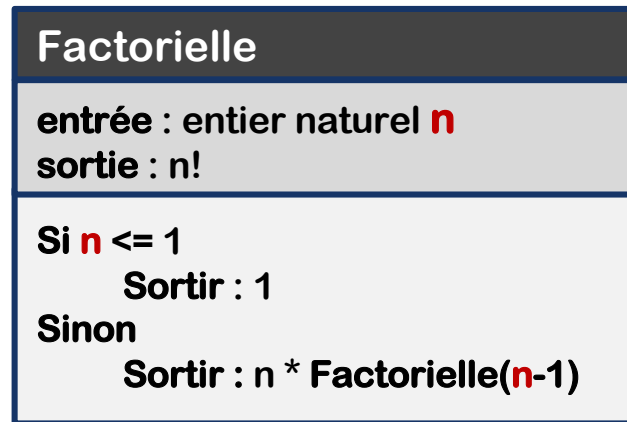 Factorielle
entrée : entier naturel n
sortie : n!
Si n <= 1
Sortir : 1
Sinon
Sortir : n * Factorielle(n-1)